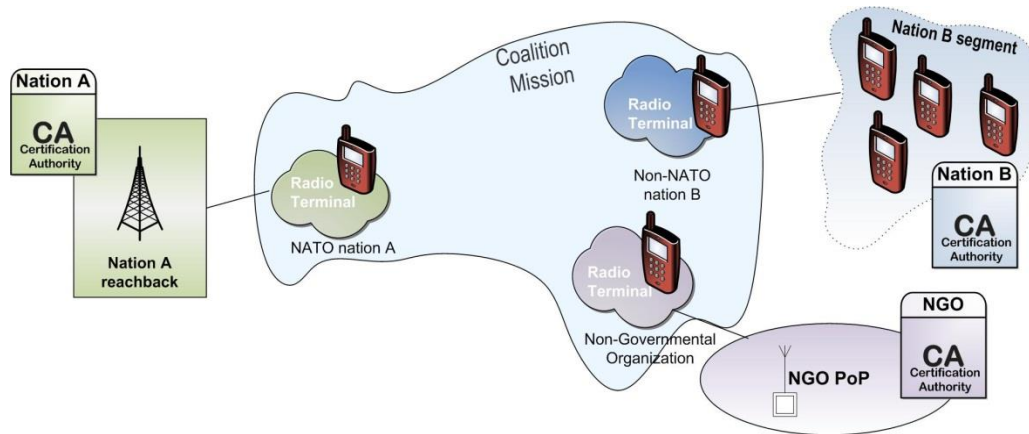 Nation A
CA
Certification
Authority
Nation A
reachback
Coalition
Mission
Radio
Terminal
NATO nation A
Radio
Terminal
Non-NATO
nation B
Radio
Terminal
Non-Governmental
Organization
Nation B segment
Nation B
CA
Certification
Authority
NGO
CA
Certification
Authority
NGO PoP